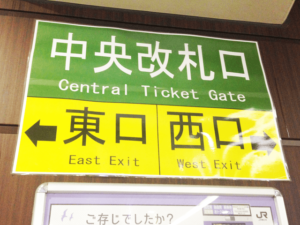 中央改札口
Central Ticket Gate
東口 西口
East Exit West Exit
ご存じでしたか?
JR